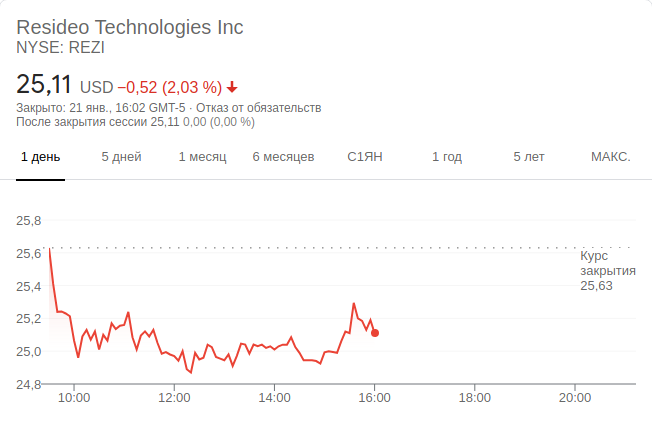 Resideo Technologies Inc
NYSE: REZI
25,11 USD −0,52 (2,03 %)
Закрыто: 21 янв., 16:02 GMT-5 · Отказ от обязательств
После закрытия сессии 25,11 0,00 (0,00 %)
1 день 5 дней 1 месяц 6 месяцев С1ЯН 1 год 5 лет МАКС.
25,8
25,6
25,4
25,2
25,0
24,8
Курс
закрытия
25,63
10:00 12:00 14:00 16:00 18:00 20:00